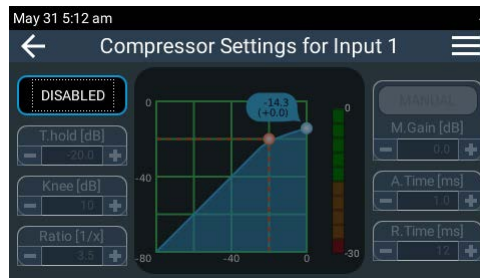 May 31 5:12 am
Compressor Settings for Input 1
DISABLED
T.hold [dB]
-20.0
Knee [dB]
10
Ratio [1/x]
3.5
0
-40
-80
-40
0
-14.3
(+0.0)
0
-30
MANUAL
M.Gain [dB]
0.0
A.Time [ms]
1.0
R.Time [ms]
12